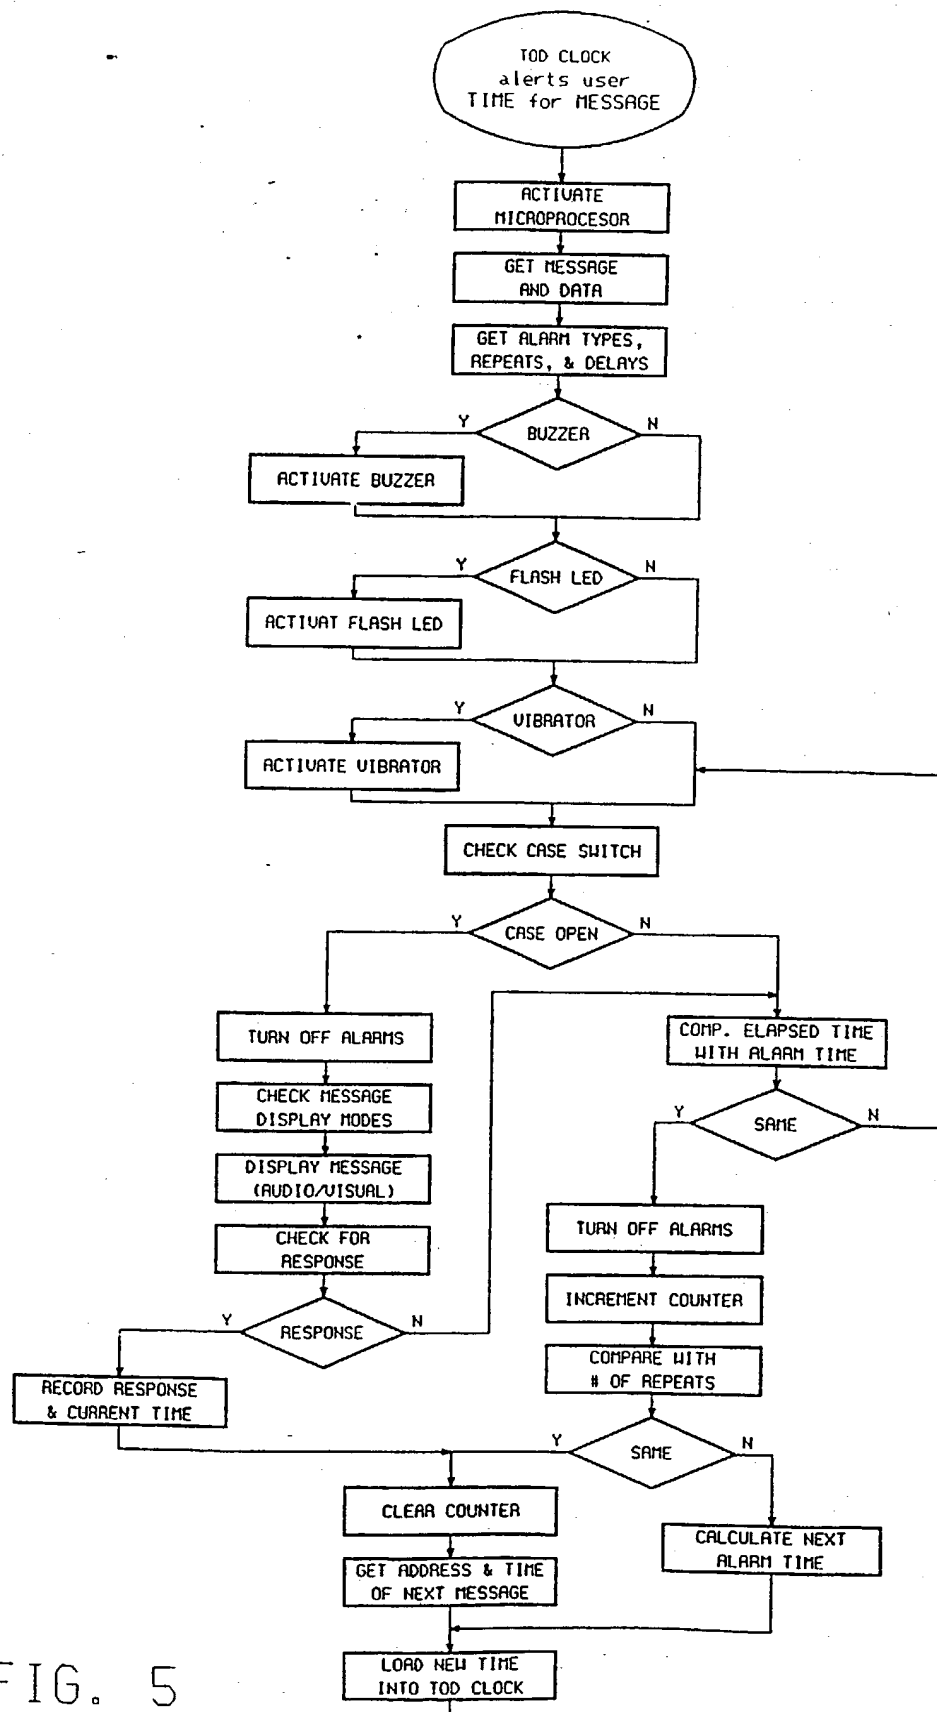 TOD CLOCK
alerts user
TIME for MESSAGE
ACTIVATE
MICROPROCESOR
GET MESSAGE
AND DATA
GET ALARM TYPES,
REPEATS, & DELAYS
Y
BUZZER
N
ACTIVATE BUZZER
Y
FLASH LED
N
ACTIVAT FLASH LED
Y
VIBRATOR
N
ACTIVATE VIBRATOR
CHECK CASE SWITCH
Y
CASE OPEN
N
TURN OFF ALARMS
COMP. ELAPSED TIME
WITH ALARM TIME
CHECK MESSAGE
DISPLAY MODES
Y
SAME
N
DISPLAY MESSAGE
(AUDIO/VISUAL)
TURN OFF ALARMS
CHECK FOR
RESPONSE
INCREMENT COUNTER
Y
RESPONSE
N
COMPARE WITH
# OF REPEATS
RECORD RESPONSE
& CURRENT TIME
Y
SAME
N
CLEAR COUNTER
CALCULATE NEXT
ALARM TIME
GET ADDRESS & TIME
OF NEXT MESSAGE
LOAD NEW TIME
INTO TOD CLOCK
FIG. 5